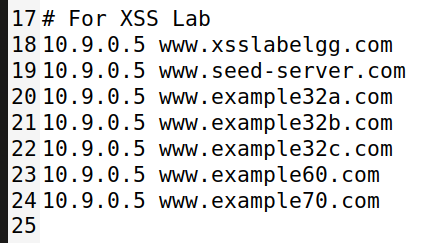 17 # For XSS Lab
18 10.9.0.5 www.xsslabelgg.com
19 10.9.0.5 www.seed-server.com
20 10.9.0.5 www.example32a.com
21 10.9.0.5 www.example32b.com
22 10.9.0.5 www.example32c.com
23 10.9.0.5 www.example60.com
24 10.9.0.5 www.example70.com
25